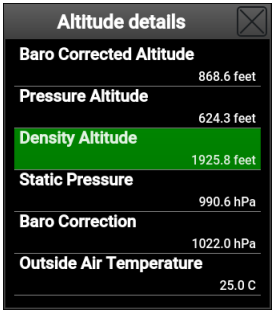 Altitude details
Baro Corrected Altitude
868.6 feet
Pressure Altitude
624.3 feet
Density Altitude
1925.8 feet
Static Pressure
990.6 hPa
Baro Correction
1022.0 hPa
Outside Air Temperature
25.0 C